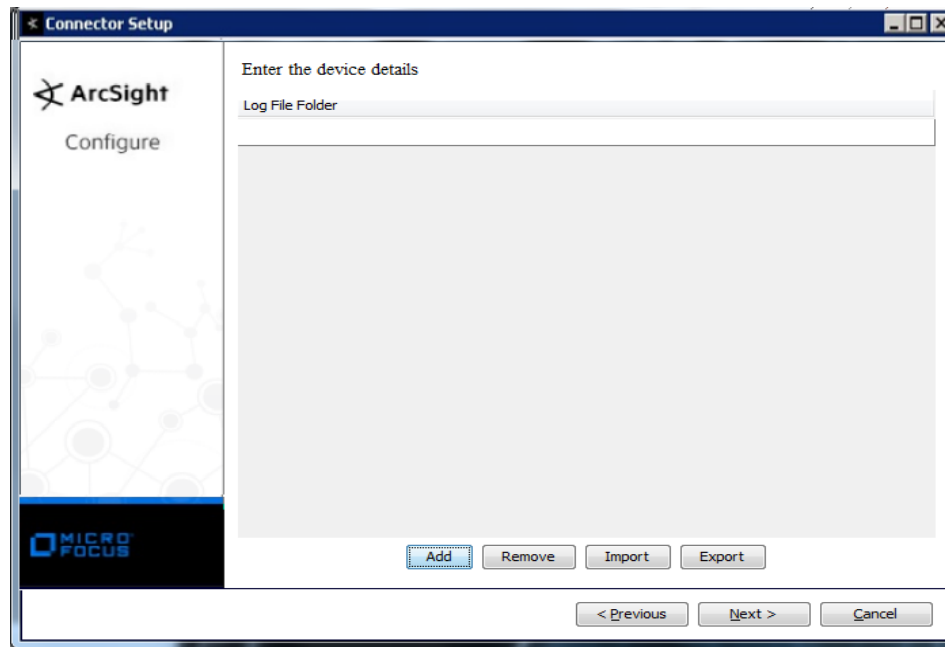 Connector Setup
Enter the device details
ArcSight
Log File Folder
Configure
MICRO
FOCUS
Add Remove Import Export
< Previous Next > Cancel